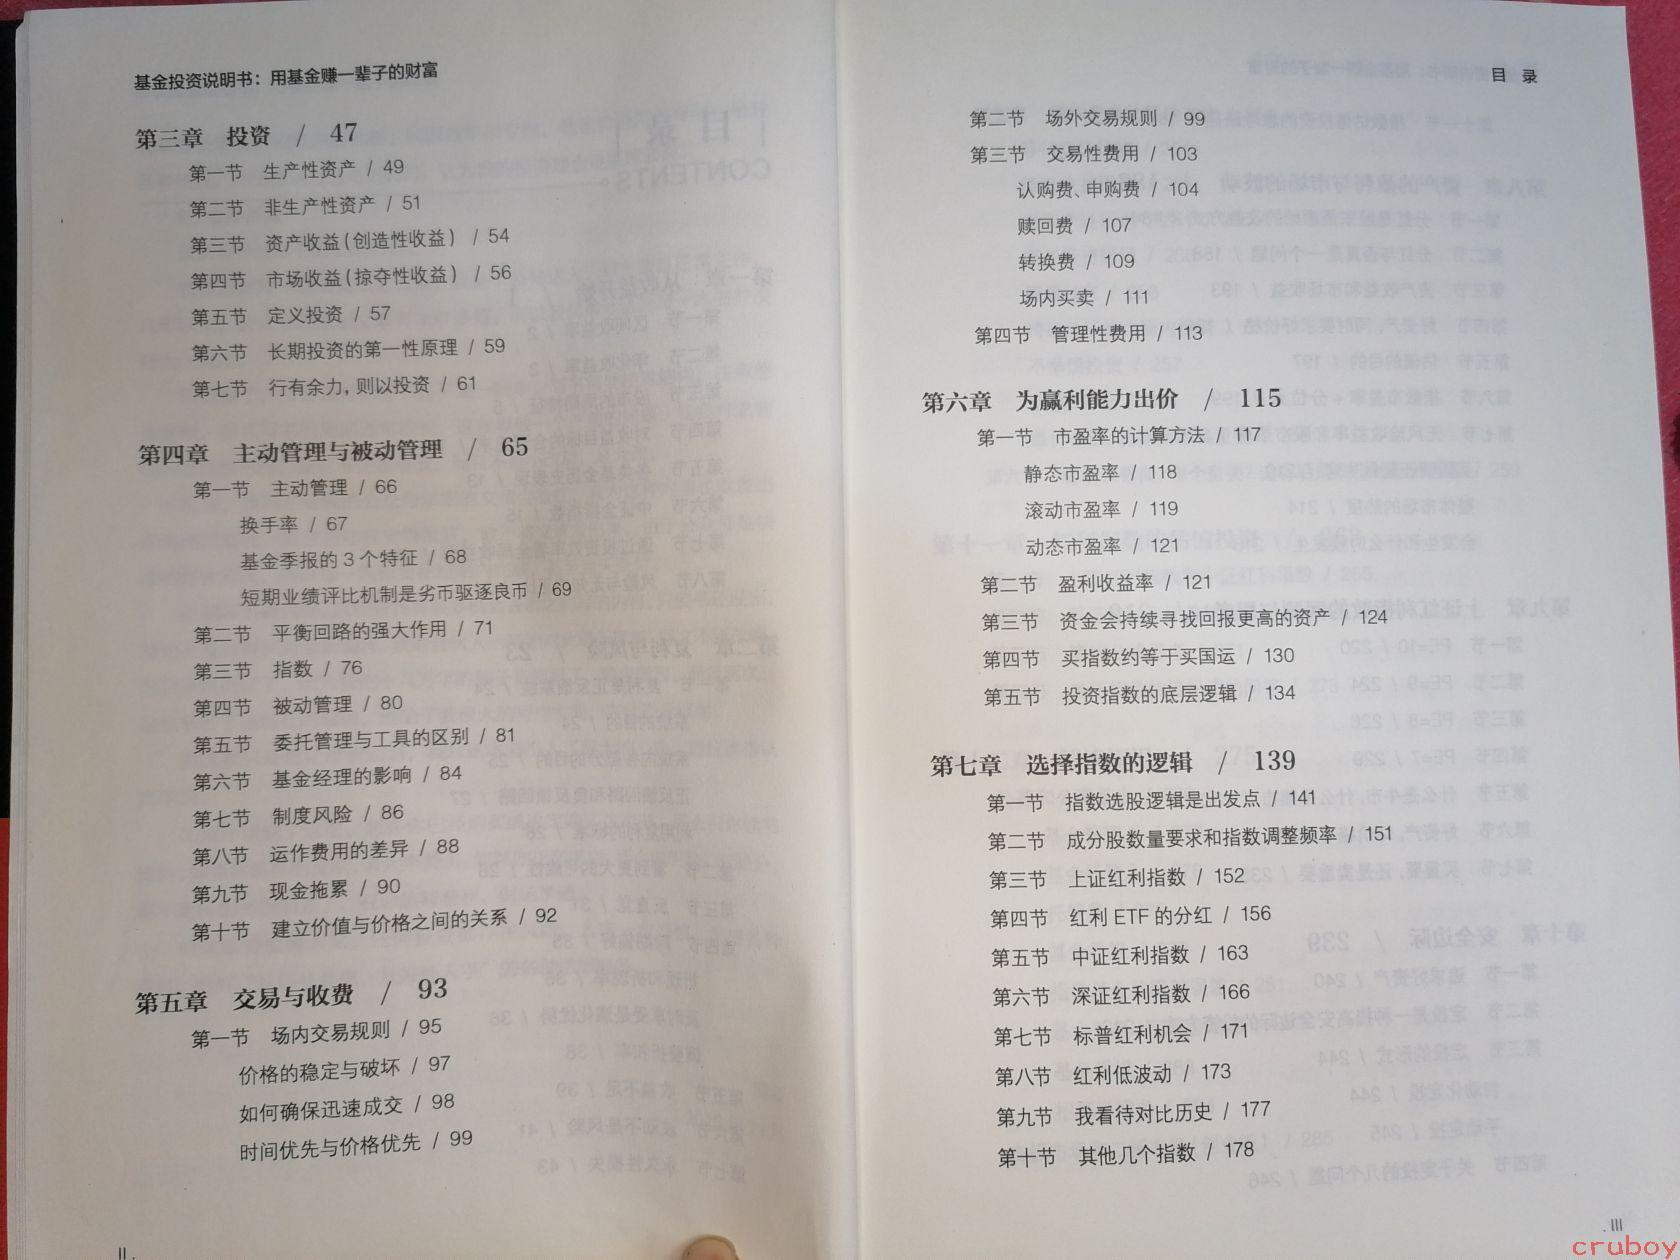 基金投资说明书：用基金赚一辈子的财富
第三章 投资 / 47
第一节 生产性资产 / 49
第二节 非生产性资产 / 51
第三节 资产收益(创造性收益) / 54
第四节 市场收益(掠夺性收益) / 56
第五节 定义投资 / 57
第六节 长期投资的第一性原理 / 59
第七节 行有余力，则以投资 / 61
第四章 主动管理与被动管理 / 65
第一节 主动管理 / 66
换手率 / 67
基金季报的3个特征 / 68
短期业绩评比机制是劣币驱逐良币 / 69
第二节 平衡回路的强大作用 / 71
第三节 指数 / 76
第四节 被动管理 / 80
第五节 委托管理与工具的区别 / 81
第六节 基金经理的影响 / 84
第七节 制度风险 / 86
第八节 运作费用的差异 / 88
第九节 现金拖累 / 90
第十节 建立价值与价格之间的关系 / 92
第五章 交易与收费 / 93
第一节 场内交易规则 / 95
价格的稳定与破坏 / 97
如何确保迅速成交 / 98
时间优先与价格优先 / 99
II
目 录
第二节 场外交易规则 / 99
第三节 交易性费用 / 103
认购费、申购费 / 104
赎回费 / 107
转换费 / 109
场内买卖 / 111
第四节 管理性费用 / 113
第六章 为赢利能力出价 / 115
第一节 市盈率的计算方法 / 117
静态市盈率 / 118
滚动市盈率 / 119
动态市盈率 / 121
第二节 盈利收益率 / 121
第三节 资金会持续寻找回报更高的资产 / 124
第四节 买指数约等于买国运 / 130
第五节 投资指数的底层逻辑 / 134
第七章 选择指数的逻辑 / 139
第一节 指数选股逻辑是出发点 / 141
第二节 成分股数量要求和指数调整频率 / 151
第三节 上证红利指数 / 152
第四节 红利ETF的分红 / 156
第五节 中证红利指数 / 163
第六节 深证红利指数 / 166
第七节 标普红利机会 / 171
第八节 红利低波动 / 173
第九节 我看待对比历史 / 177
第十节 其他几个指数 / 178
III
cruboy